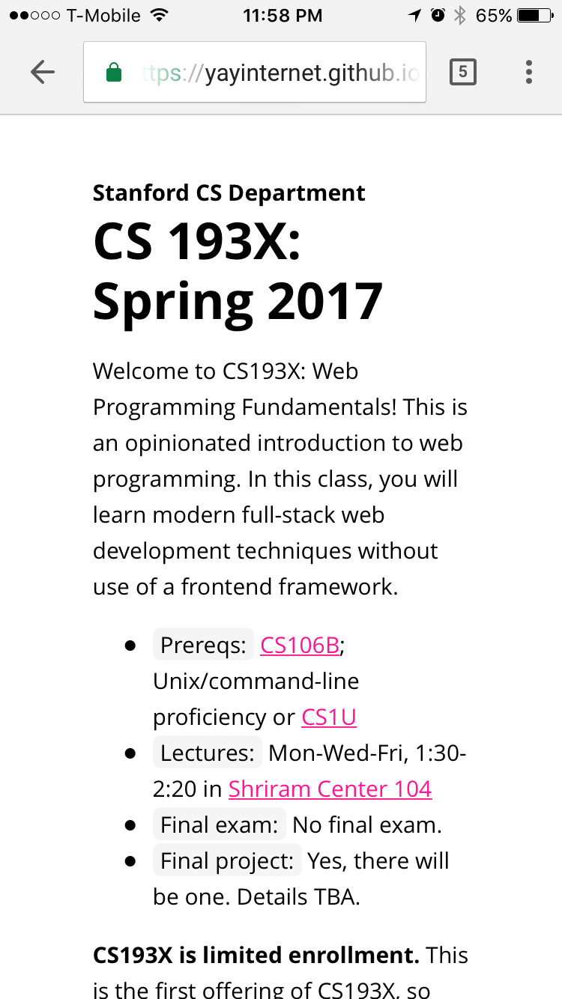 T-Mobile 11:58 PM 65%
ttps://yayinternet.github.io 5
Stanford CS Department
CS 193X:
Spring 2017
Welcome to CS193X: Web
Programming Fundamentals! This is
an opinionated introduction to web
programming. In this class, you will
learn modern full-stack web
development techniques without
use of a frontend framework.
• Prereqs: CS106B;
Unix/command-line
proficiency or CS1U
• Lectures: Mon-Wed-Fri, 1:30-
2:20 in Shriram Center 104
• Final exam: No final exam.
• Final project: Yes, there will
be one. Details TBA.
CS193X is limited enrollment. This
is the first offering of CS193X, so